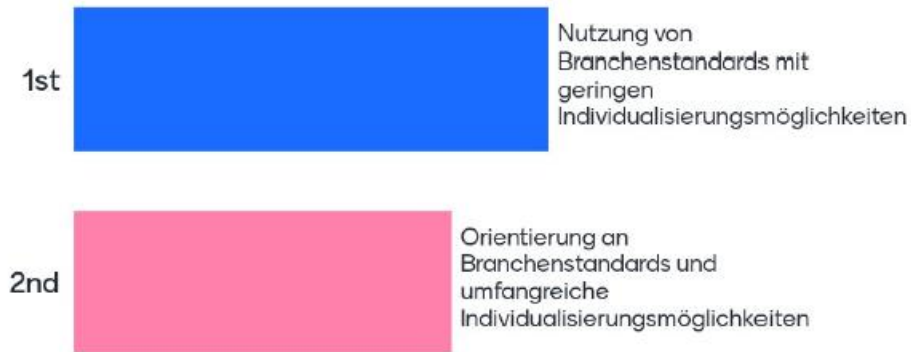 1st
Nutzung von
Branchenstandards mit
geringen
Individualisierungsmöglichkeiten
2nd
Orientierung an
Branchenstandards und
umfangreiche
Individualisierungsmöglichkeiten